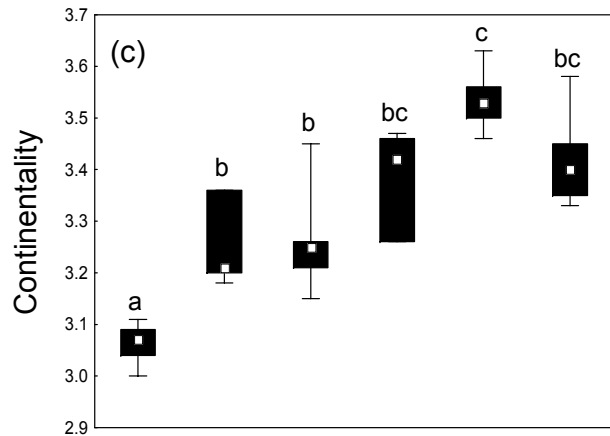 (c)
Continentality
3.7
3.6
3.5
3.4
3.3
3.2
3.1
3.0
2.9
a
b
b
bc
c
bc